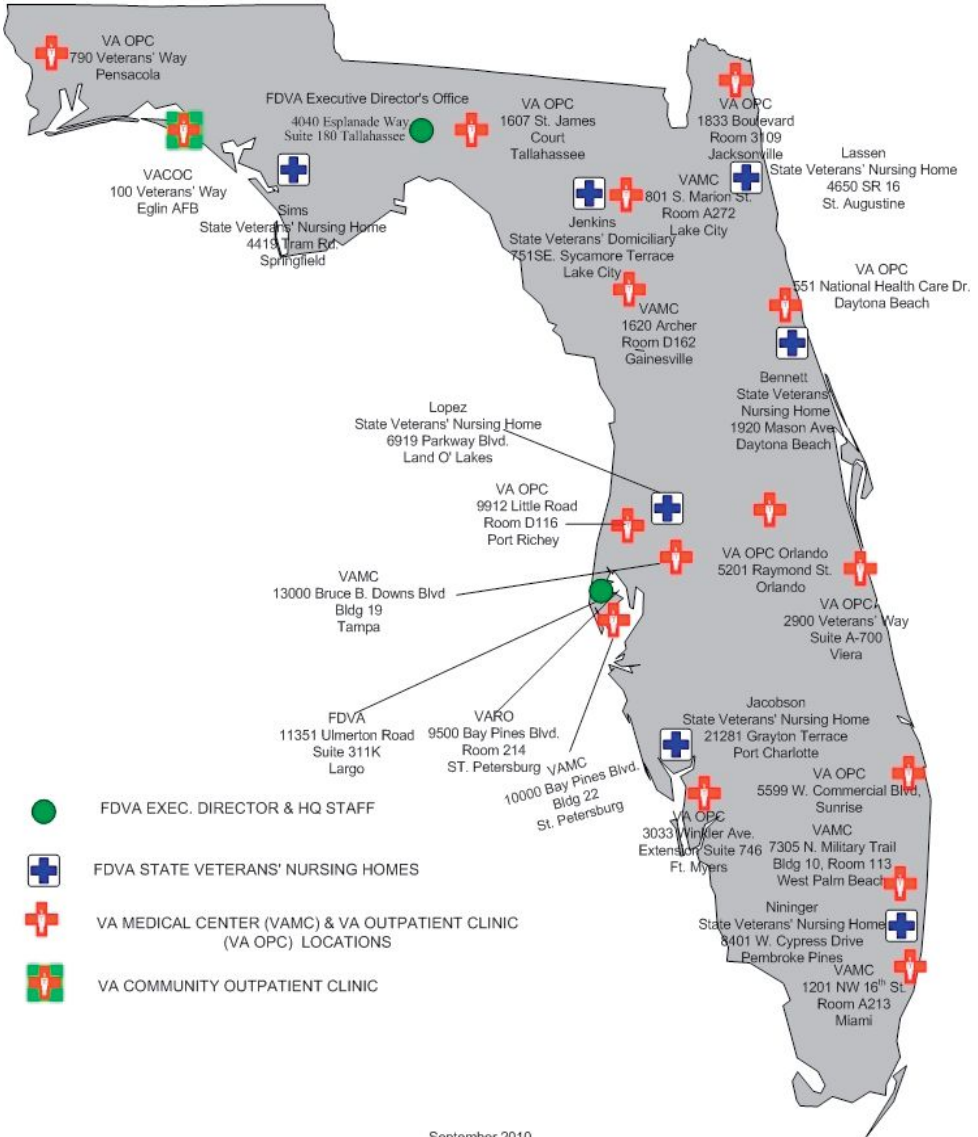 VA OPC
790 Veterans' Way
Pensacola
FDVA Executive Director's Office
4040 Esplanade Way
Suite 180 Tallahassee
VA OPC
1607 St. James
Court
Tallahassee
VA OPC
1833 Boulevard
Room 3109
Jacksonville
Lassen
State Veterans' Nursing Home
4650 SR 16
St. Augustine
VACOC
100 Veterans' Way
Eglin AFB
Sims
State Veterans' Nursing Home
4419 Tram Rd.
Springfield
Jenkins
State Veterans' Domiciliary
751SE. Sycamore Terrace
Lake City
VAMC
801 S. Marion St.
Room A272
Lake City
VA OPC
551 National Health Care Dr.
Daytona Beach
VAMC
1620 Archer
Room D162
Gainesville
Bennett
State Veterans'
Nursing Home
1920 Mason Ave
Daytona Beach
Lopez
State Veterans' Nursing Home
6919 Parkway Blvd.
Land O' Lakes
VA OPC
9912 Little Road
Room D116
Port Richey
VAMC
13000 Bruce B. Downs Blvd
Bldg 19
Tampa
VA OPC Orlando
5201 Raymond St.
Orlando
VA OPC
2900 Veterans' Way
Suite A-700
Viera
FDVA
11351 Ulmerton Road
Suite 311K
Largo
VARO
9500 Bay Pines Blvd.
Room 214
ST. Petersburg
VAMC
10000 Bay Pines Blvd.
Bldg 22
St. Petersburg
Jacobson
State Veterans' Nursing Home
21281 Grayton Terrace
Port Charlotte
VA OPC
5599 W. Commercial Blvd,
Sunrise
VA OPC
3033 Winkler Ave.
Extension Suite 746
Ft. Myers
VAMC
7305 N. Military Trail
Bldg 10, Room 113
West Palm Beach
Nininger
State Veterans' Nursing Home
8401 W. Cypress Drive
Pembroke Pines
VAMC
1201 NW 16th St.
Room A213
Miami
FDVA EXEC. DIRECTOR & HQ STAFF
FDVA STATE VETERANS' NURSING HOMES
VA MEDICAL CENTER (VAMC) & VA OUTPATIENT CLINIC
(VA OPC) LOCATIONS
VA COMMUNITY OUTPATIENT CLINIC